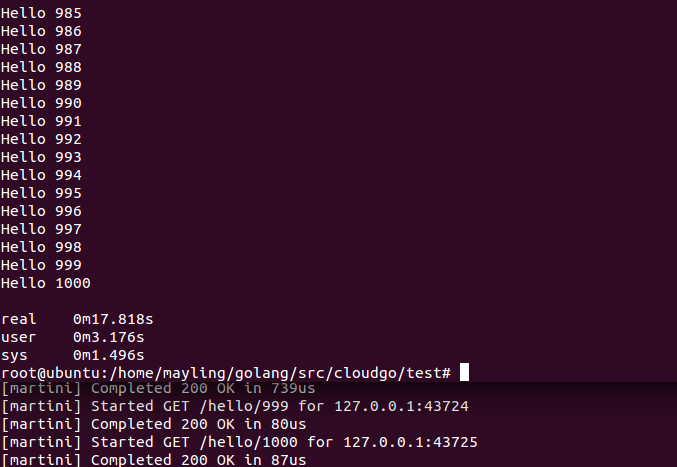 Hello 985
Hello 986
Hello 987
Hello 988
Hello 989
Hello 990
Hello 991
Hello 992
Hello 993
Hello 994
Hello 995
Hello 996
Hello 997
Hello 998
Hello 999
Hello 1000
real 0m17.818s
user 0m3.176s
sys 0m1.496s
root@ubuntu:/home/mayling/golang/src/cloudgo/test#
[martini] Completed 200 OK in 739us
[martini] Started GET /hello/999 for 127.0.0.1:43724
[martini] Completed 200 OK in 80us
[martini] Started GET /hello/1000 for 127.0.0.1:43725
[martini] Completed 200 OK in 87us